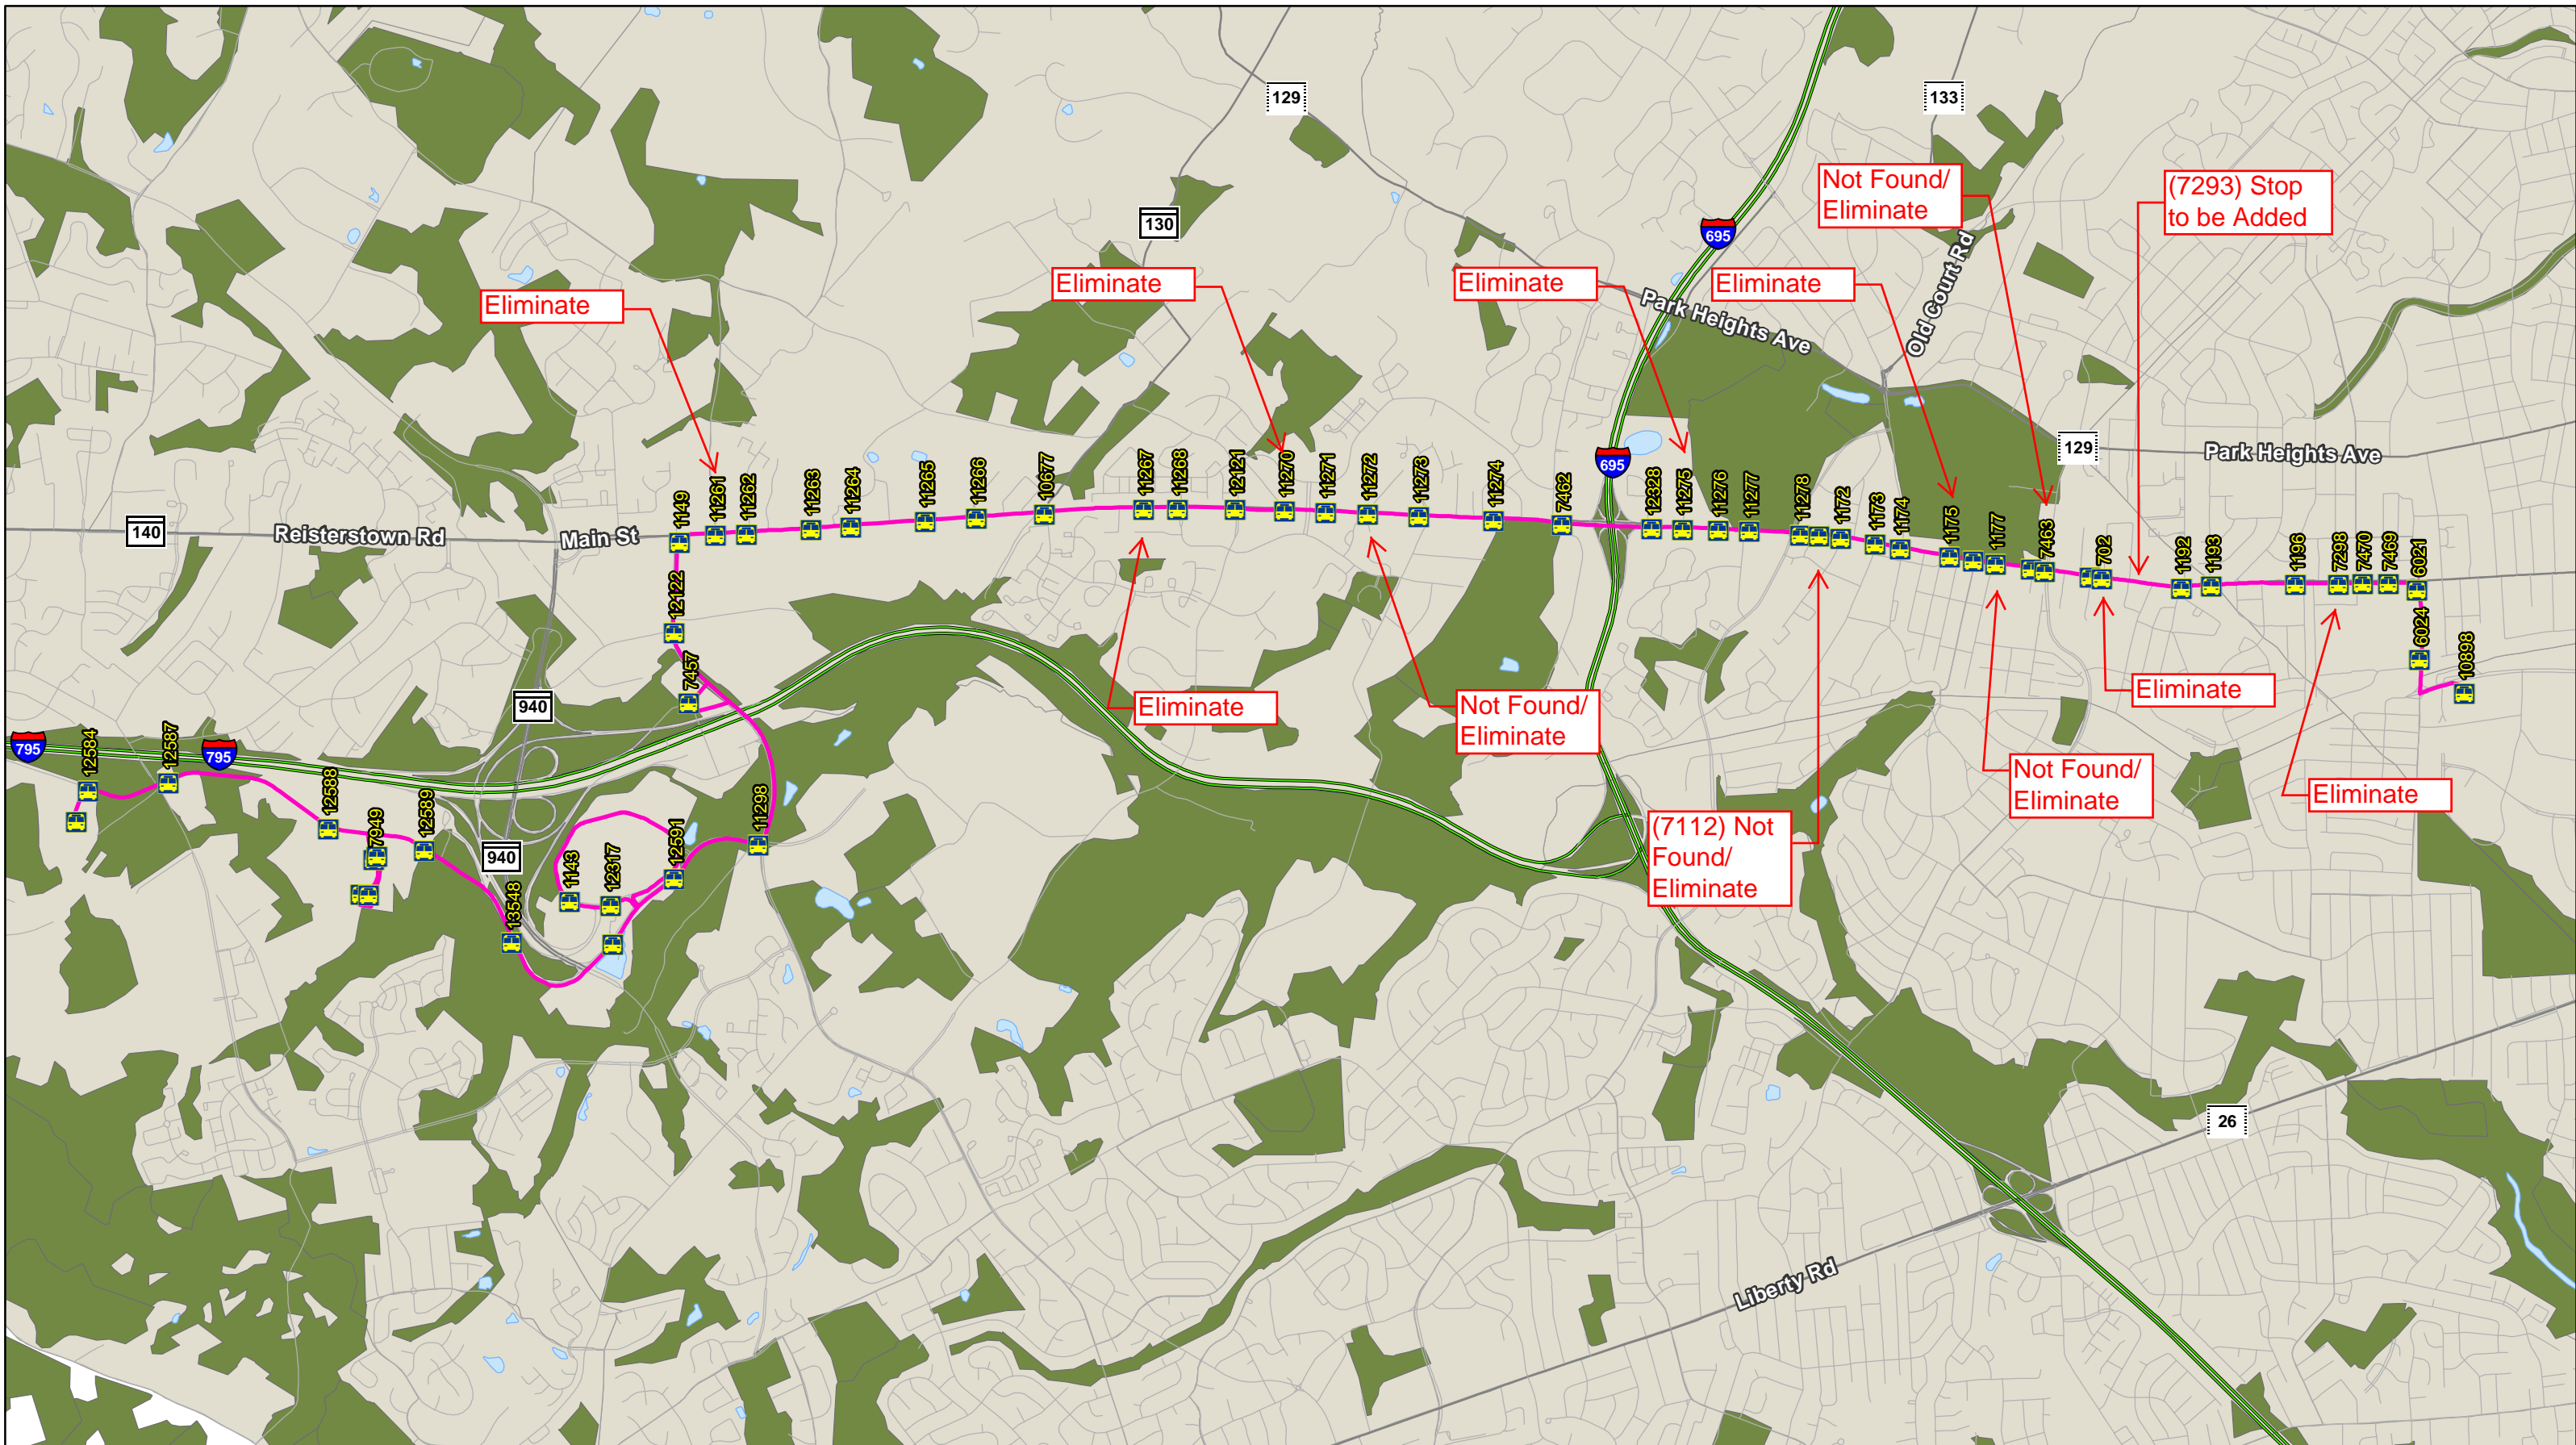 129
133
Not Found/
Eliminate
(7293) Stop
to be Added
130
695
Eliminate
Eliminate
Eliminate
Eliminate
Park Heights Ave
Old Court Rd
129
Park Heights Ave
695
140
Reisterstown Rd
Main St
1149
11261
11262
11263
11264
11265
11266
10677
11267
11268
12121
11270
11271
11272
11273
11274
7462
12328
11275
11276
11277
11278
1172
1173
1174
1175
1177
7463
702
1192
1193
1196
7298
7470
7469
6021
12122
6024
10898
7457
940
Eliminate
Not Found/
Eliminate
Eliminate
Not Found/
Eliminate
Eliminate
795
12584
12587
795
12588
7949
12589
940
13548
1143
12317
12591
11298
(7112) Not
Found/
Eliminate
26
Liberty Rd